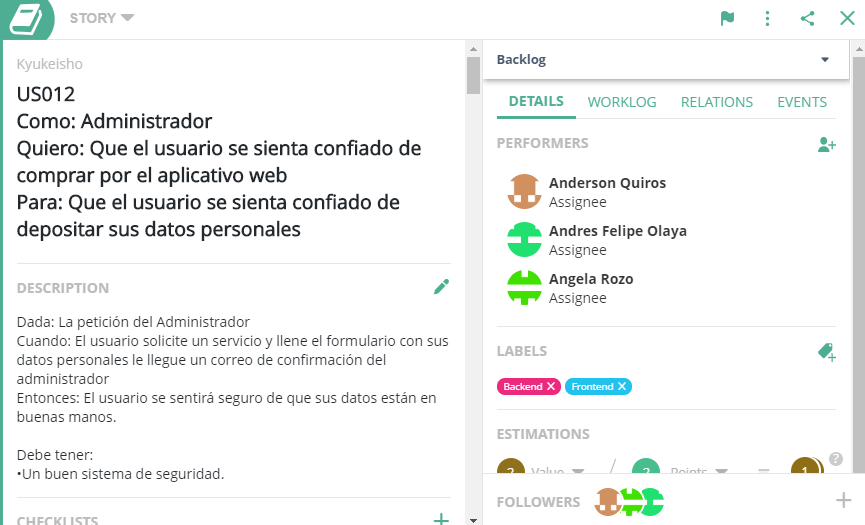 STORY
Kyukeisho
US012
Como: Administrador
Quiero: Que el usuario se sienta confiado de
comprar por el aplicativo web
Para: Que el usuario se sienta confiado de
depositar sus datos personales
DESCRIPTION
Dada: La petición del Administrador
Cuando: El usuario solicite un servicio y llene el formulario con sus
datos personales le llegue un correo de confirmación del
administrador
Entonces: El usuario se sentirá seguro de que sus datos están en
buenas manos.
Debe tener:
•Un buen sistema de seguridad.
CHECKLISTS
Backlog
DETAILS WORKLOG RELATIONS EVENTS
PERFORMERS
Anderson Quiros
Assignee
Andres Felipe Olaya
Assignee
Angela Rozo
Assignee
LABELS
Backend X Frontend X
ESTIMATIONS
Value / Points = 1 ?
FOLLOWERS